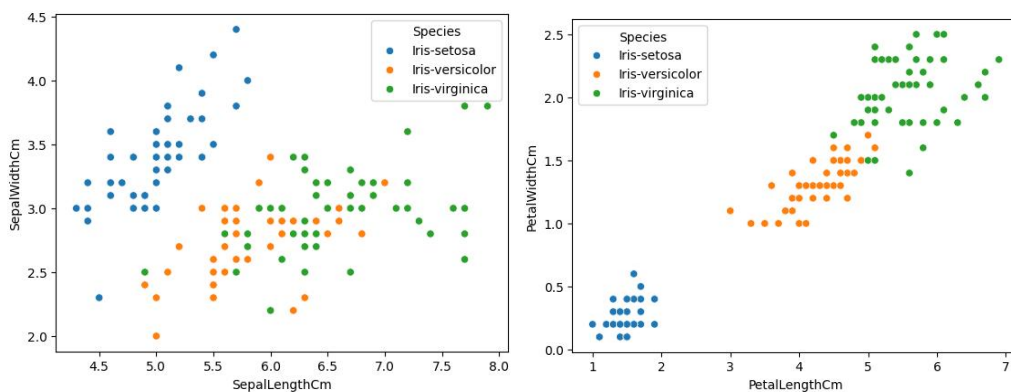 4.5
4.0
3.5
3.0
2.5
2.0
SepalWidthCm
Species
Iris-setosa
Iris-versicolor
Iris-virginica
4.5
5.0
5.5
6.0
6.5
7.0
7.5
8.0
SepalLengthCm
2.5
2.0
1.5
1.0
0.5
0.0
PetalWidthCm
Species
Iris-setosa
Iris-versicolor
Iris-virginica
1
2
3
4
5
6
7
PetalLengthCm